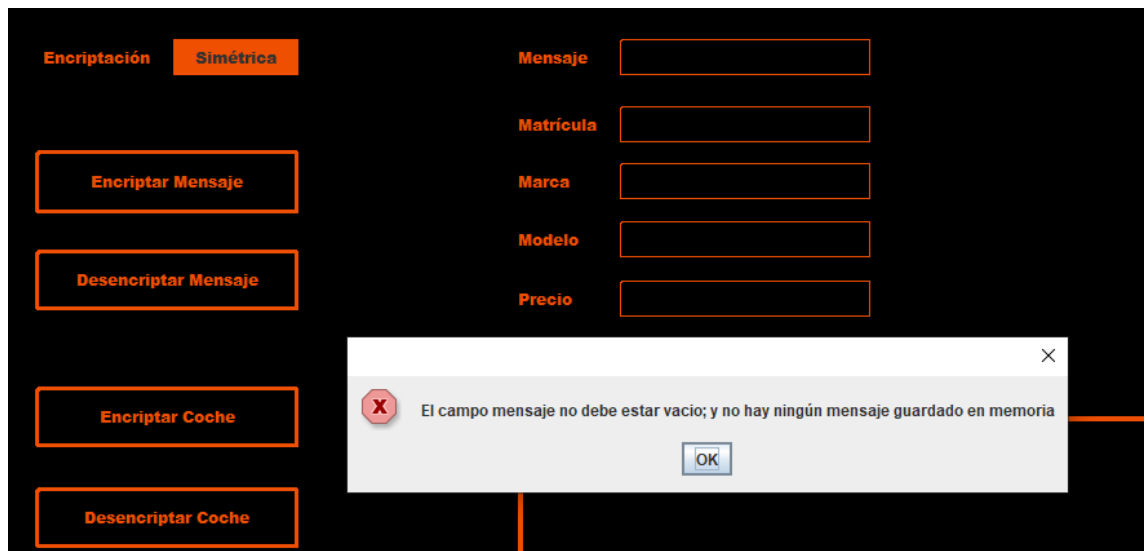 Encriptación
Simétrica
Mensaje
Matrícula
Encriptar Mensaje
Marca
Modelo
Desencriptar Mensaje
Precio
El campo mensaje no debe estar vacio; y no hay ningún mensaje guardado en memoria
Encriptar Coche
OK
Desencriptar Coche